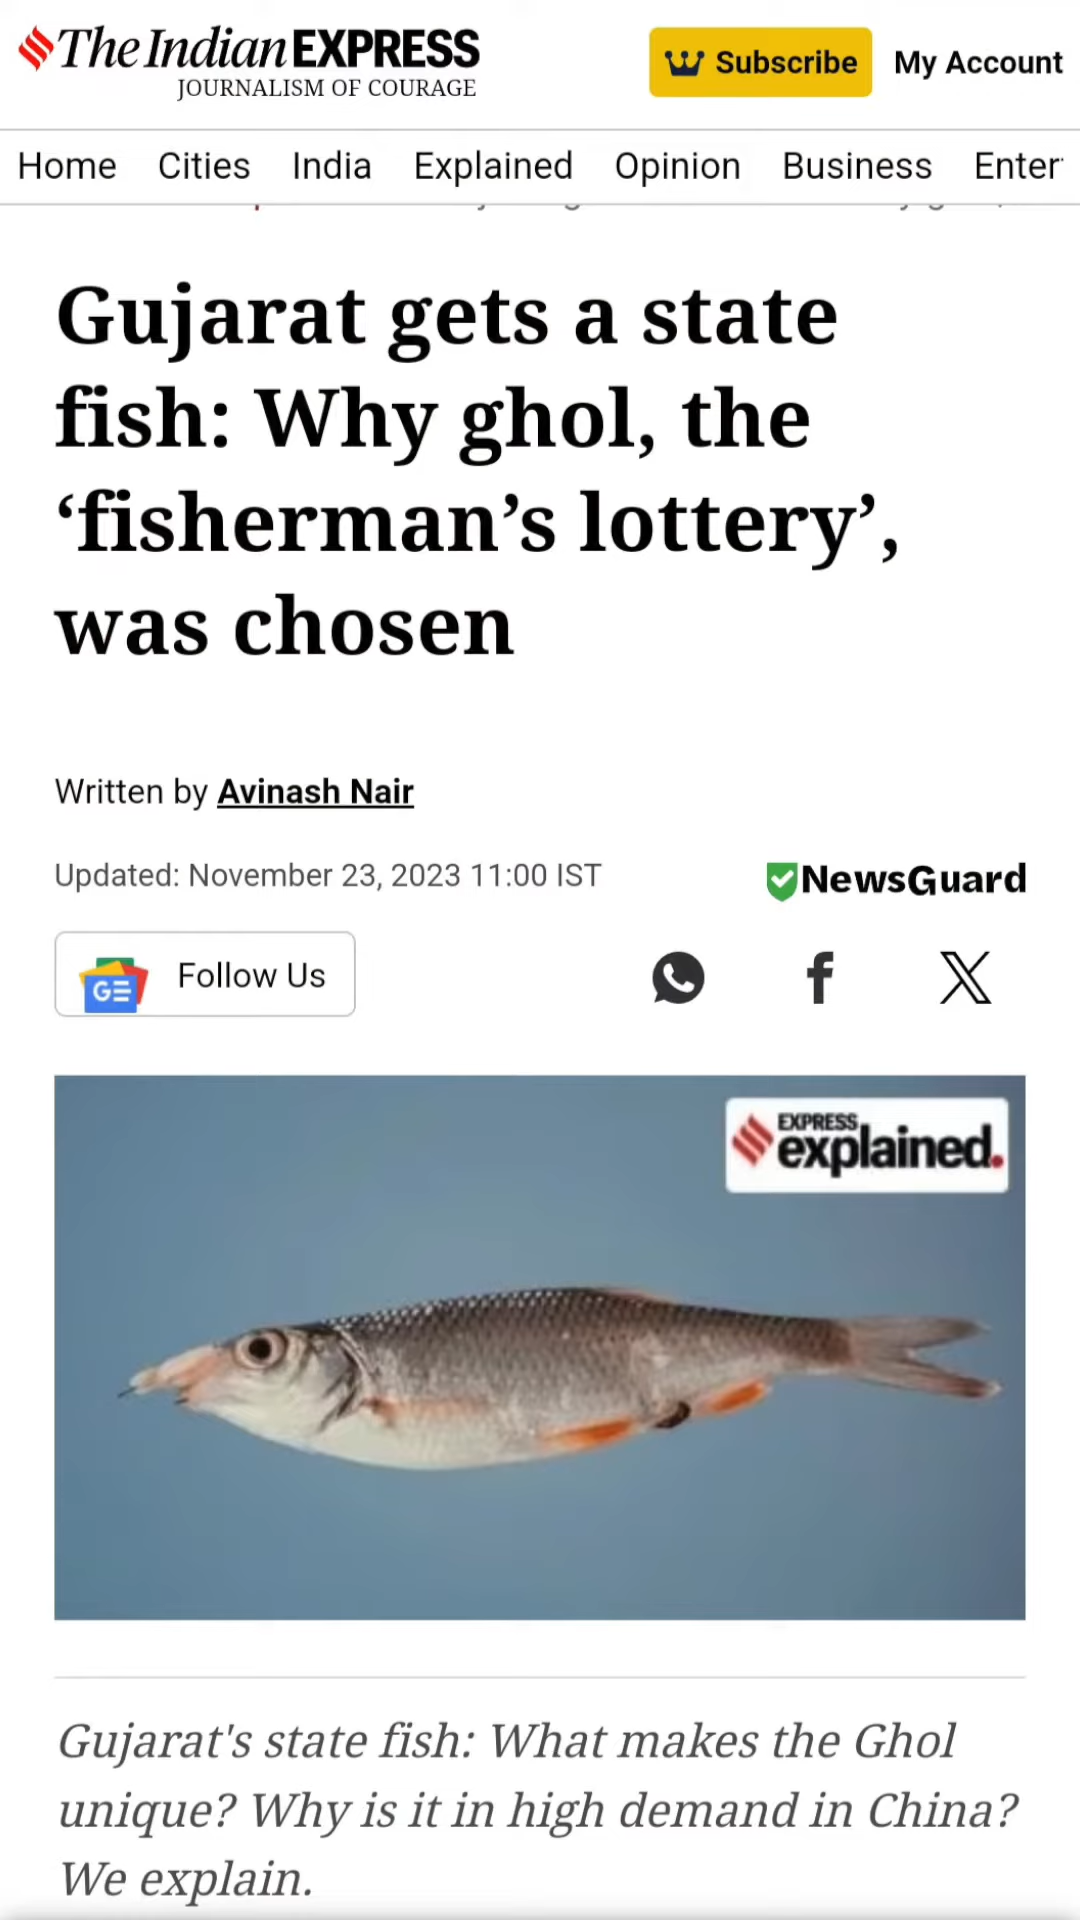 The Indian EXPRESS
JOURNALISM OF COURAGE
Subscribe
My Account
Home Cities India Explained Opinion Business Enter
Gujarat gets a state
fish: Why ghol, the
‘fisherman’s lottery’,
was chosen
Written by Avinash Nair
Updated: November 23, 2023 11:00 IST
NewsGuard
GE
Follow Us
EXPRESS
explained.
Gujarat's state fish: What makes the Ghol
unique? Why is it in high demand in China?
We explain.